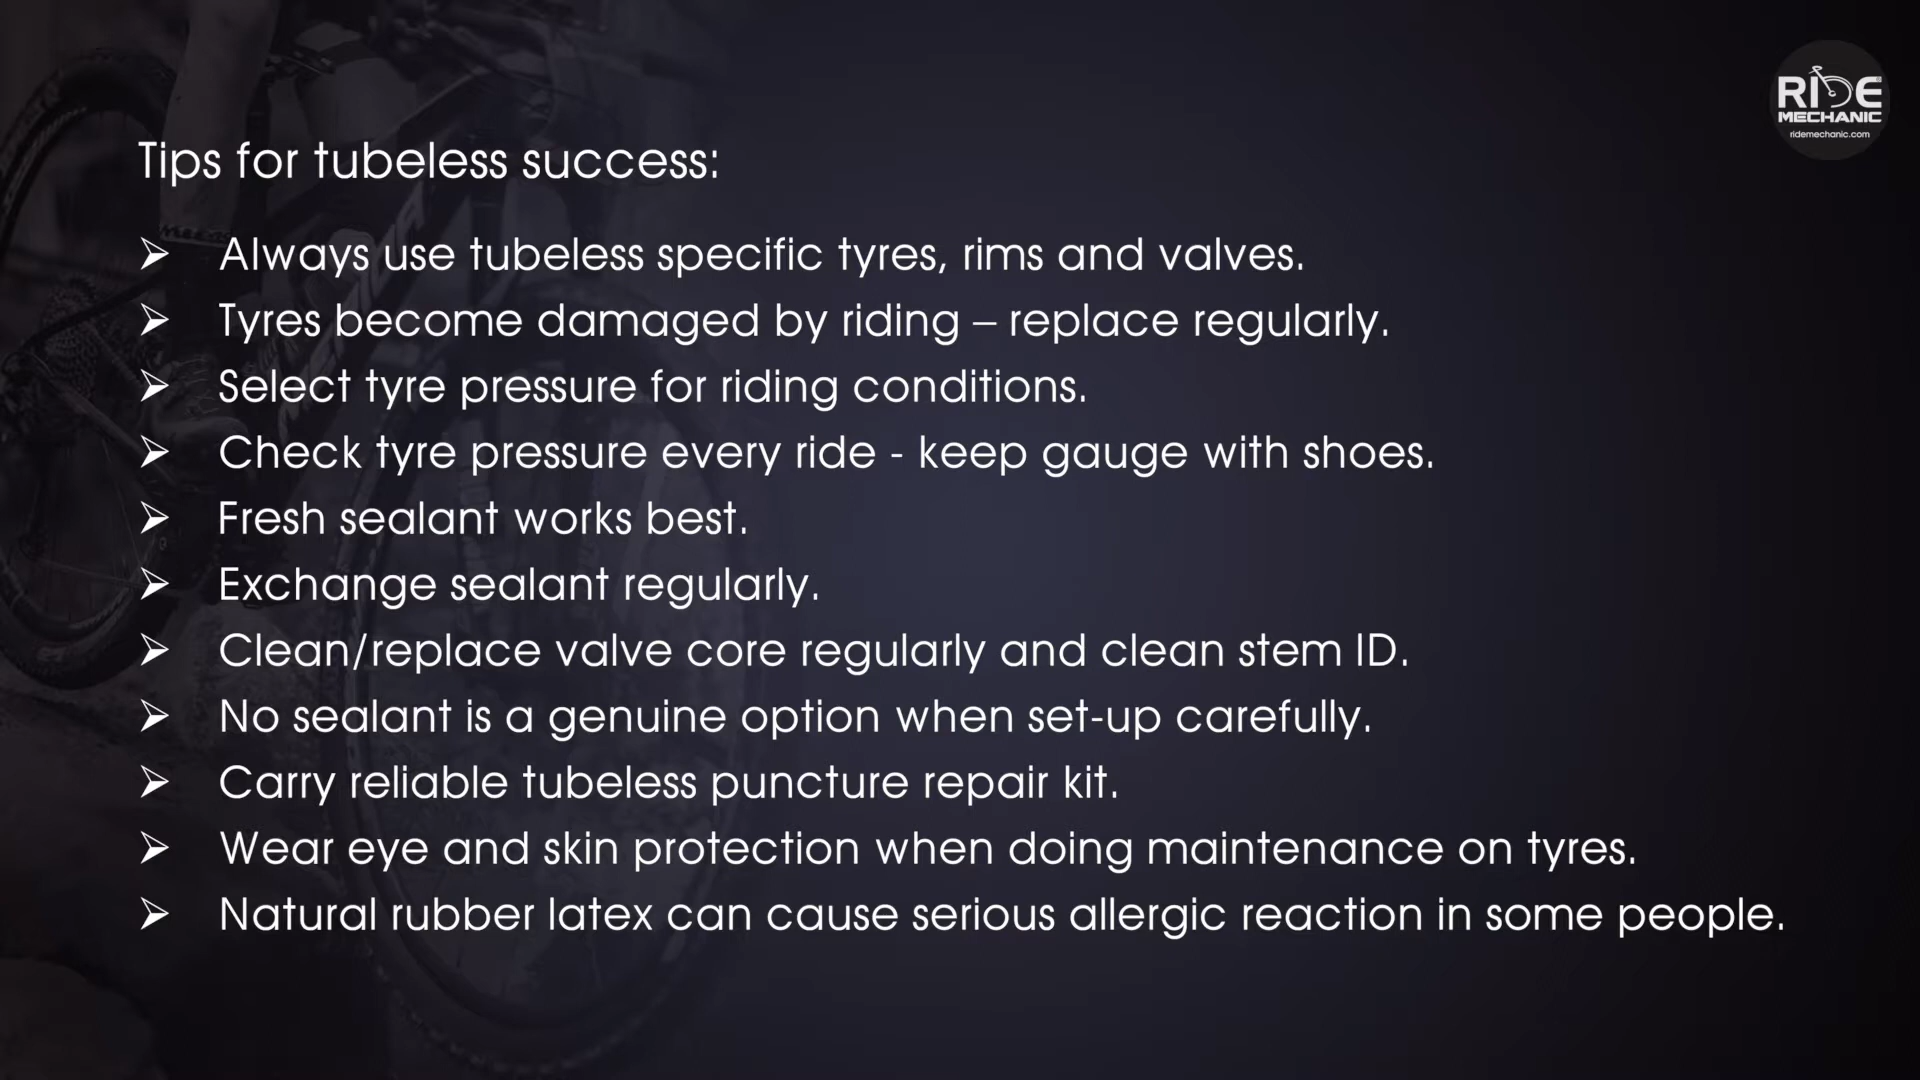 RIDE
MECHANIC
ridemechanic.com
Tips for tubeless success:
➢ Always use tubeless specific tyres, rims and valves.
➢ Tyres become damaged by riding – replace regularly.
➢ Select tyre pressure for riding conditions.
➢ Check tyre pressure every ride - keep gauge with shoes.
➢ Fresh sealant works best.
➢ Exchange sealant regularly.
➢ Clean/replace valve core regularly and clean stem ID.
➢ No sealant is a genuine option when set-up carefully.
➢ Carry reliable tubeless puncture repair kit.
➢ Wear eye and skin protection when doing maintenance on tyres.
➢ Natural rubber latex can cause serious allergic reaction in some people.